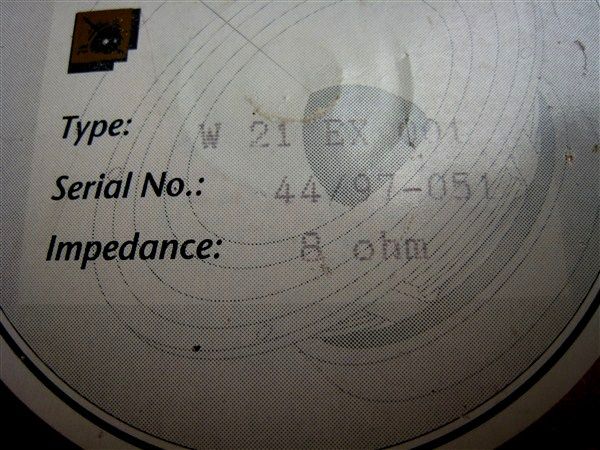 Type: W 21 EX 001
Serial No.: 44/97-051
Impedance: 8 ohm